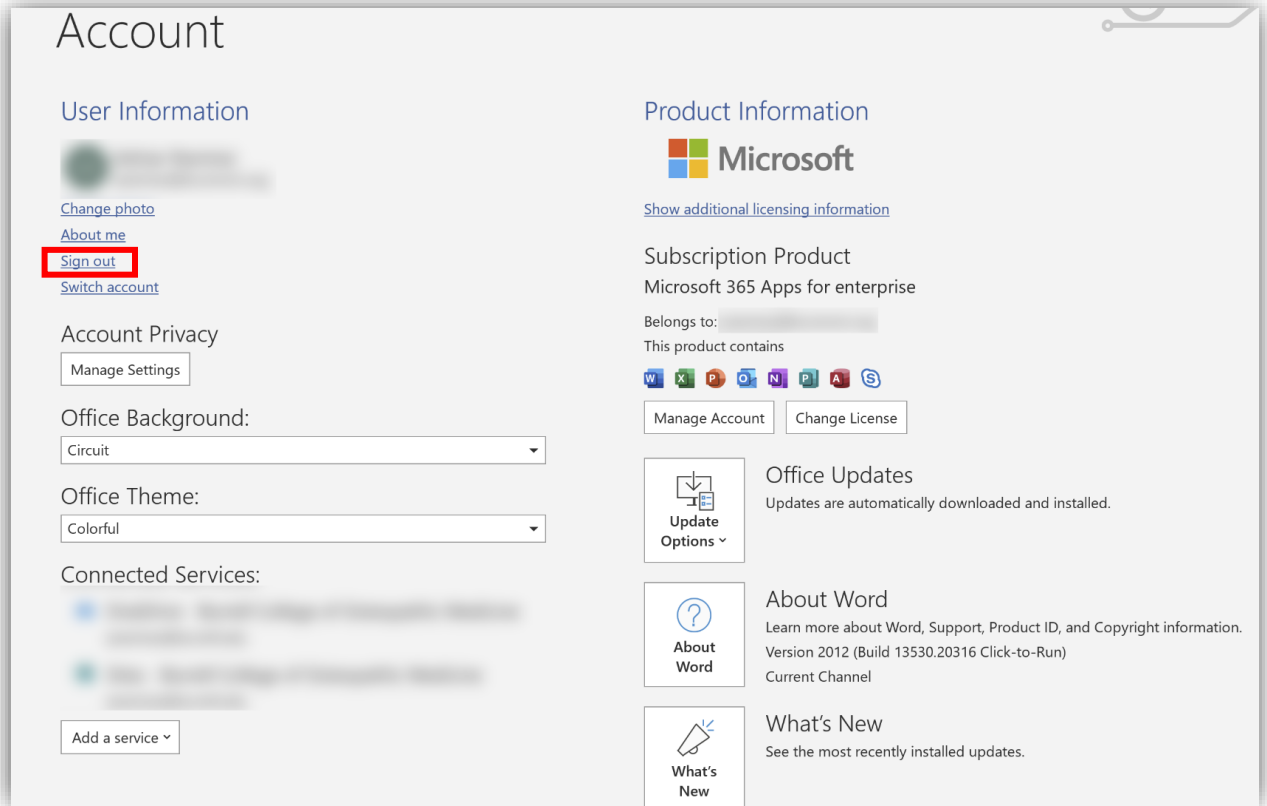 Account
User Information
Change photo
About me
Sign out
Switch account
Account Privacy
Manage Settings
Office Background:
Circuit
Office Theme:
Colorful
Connected Services:
Add a service
Product Information
Microsoft
Show additional licensing information
Subscription Product
Microsoft 365 Apps for enterprise
Belongs to:
This product contains
W X P O N P A S
Manage Account Change License
Update
Options
Office Updates
Updates are automatically downloaded and installed.
About
Word
About Word
Learn more about Word, Support, Product ID, and Copyright information.
Version 2012 (Build 13530.20316 Click-to-Run)
Current Channel
What's
New
What's New
See the most recently installed updates.